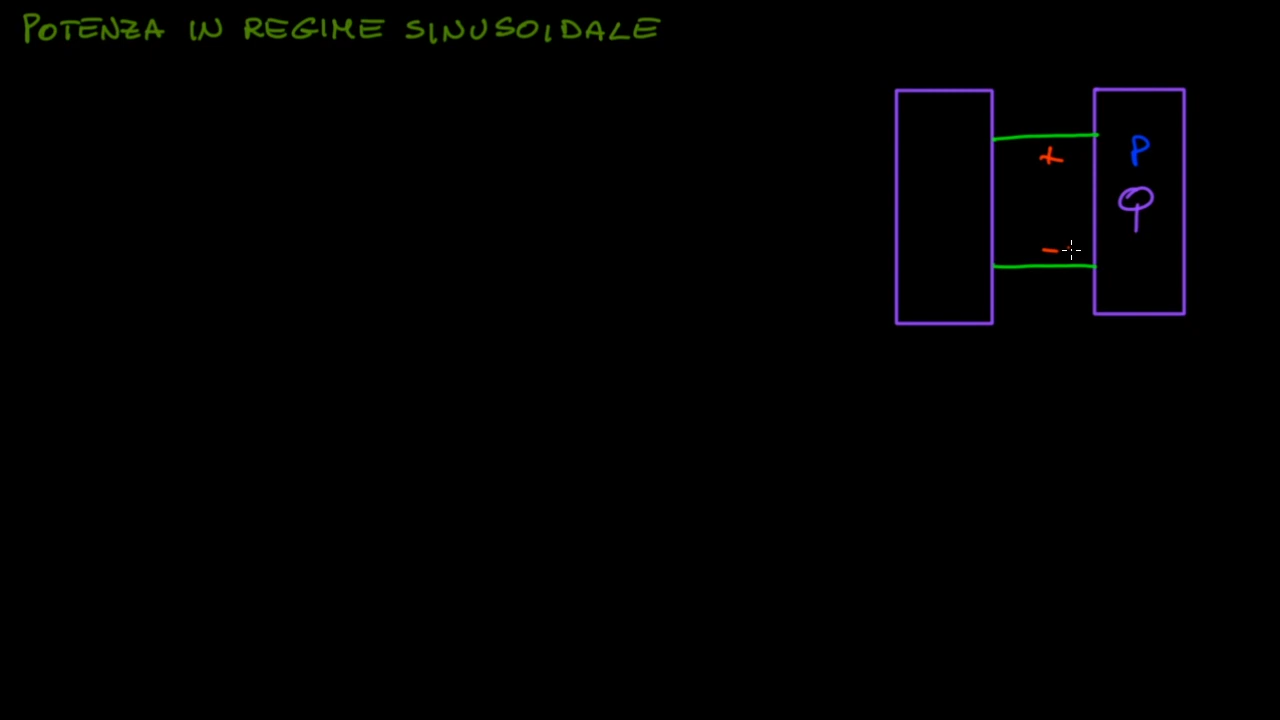 POTENZA IN REGIME SINUSOIDALE
P
+
Q
-